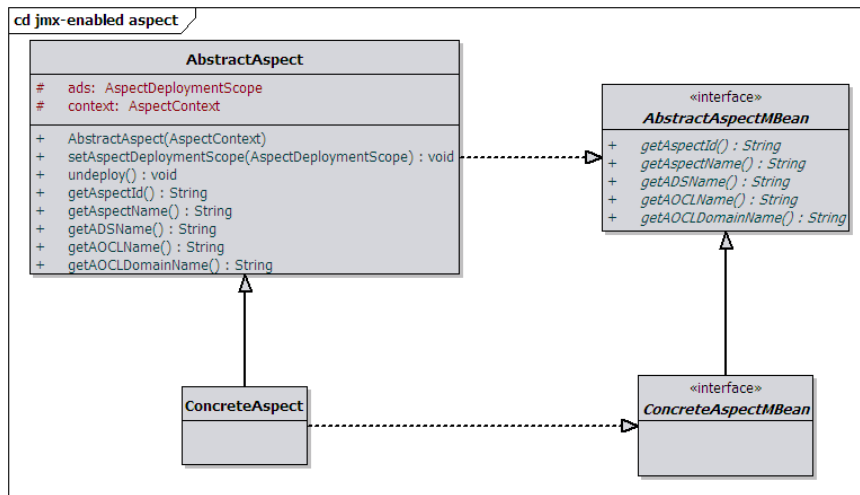 cd jmx-enabled aspect
AbstractAspect
# ads: AspectDeploymentScope
# context: AspectContext
+ AbstractAspect(AspectContext)
+ setAspectDeploymentScope(AspectDeploymentScope) : void
+ undeploy() : void
+ getAspectId() : String
+ getAspectName() : String
+ getADSName() : String
+ getAOCLName() : String
+ getAOCLDomainName() : String
«interface»
AbstractAspectMBean
+ getAspectId() : String
+ getAspectName() : String
+ getADSName() : String
+ getAOCLName() : String
+ getAOCLDomainName() : String
ConcreteAspect
«interface»
ConcreteAspectMBean